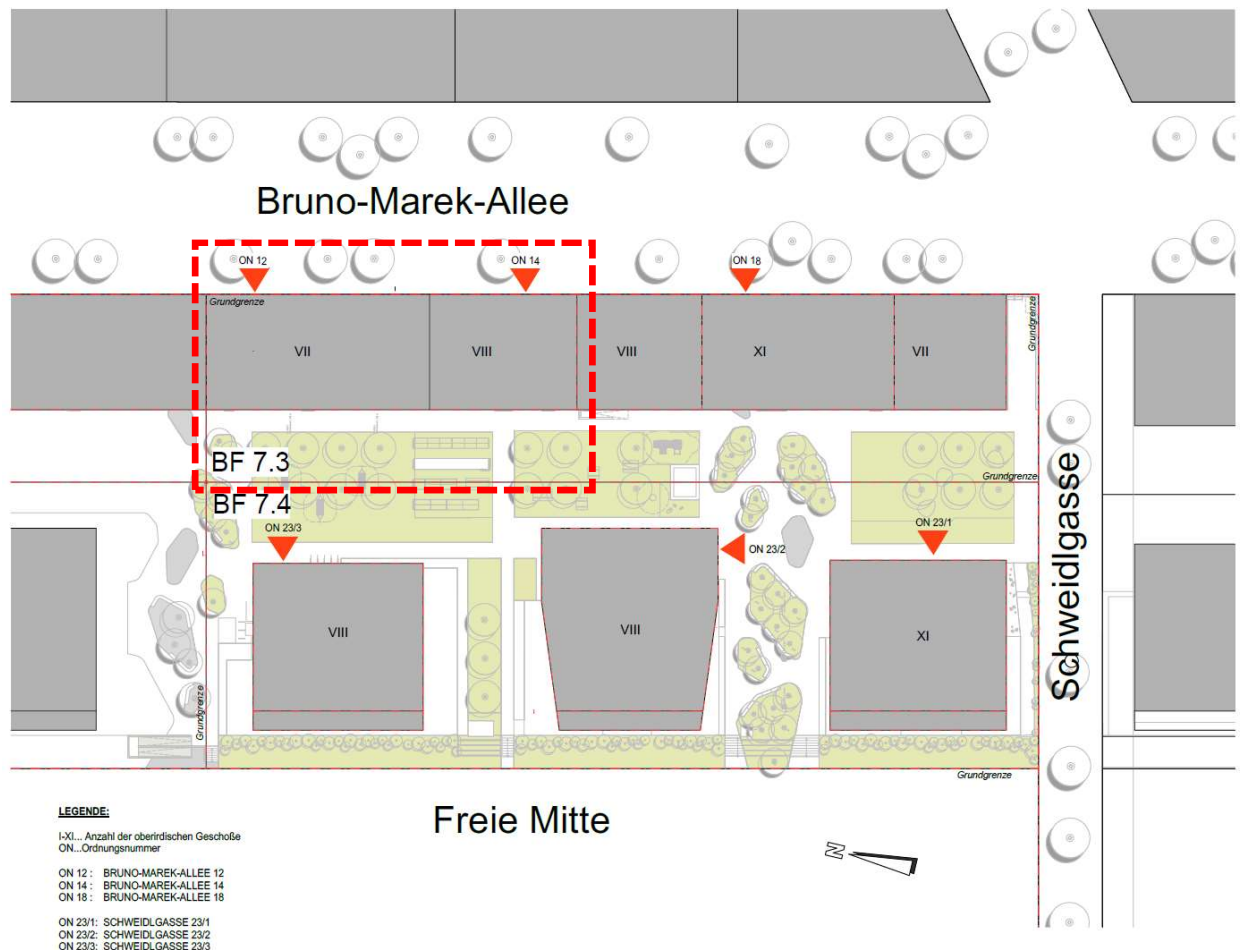 Bruno-Marek-Allee
ON 12
ON 14
ON 18
Grundgrenze
Grundgrenze
VII
VIII
VIII
XI
VII
BF 7.3
Grundgrenze
BF 7.4
ON 23/3
ON 23/2
ON 23/1
Schweidlgasse
VIII
VIII
XI
Grundgrenze
Grundgrenze
Freie Mitte
N
LEGENDE:
I-XI... Anzahl der oberirdischen Geschoße
ON...Ordnungsnummer
ON 12 : BRUNO-MAREK-ALLEE 12
ON 14 : BRUNO-MAREK-ALLEE 14
ON 18 : BRUNO-MAREK-ALLEE 18
ON 23/1: SCHWEIDLGASSE 23/1
ON 23/2: SCHWEIDLGASSE 23/2
ON 23/3: SCHWEIDLGASSE 23/3